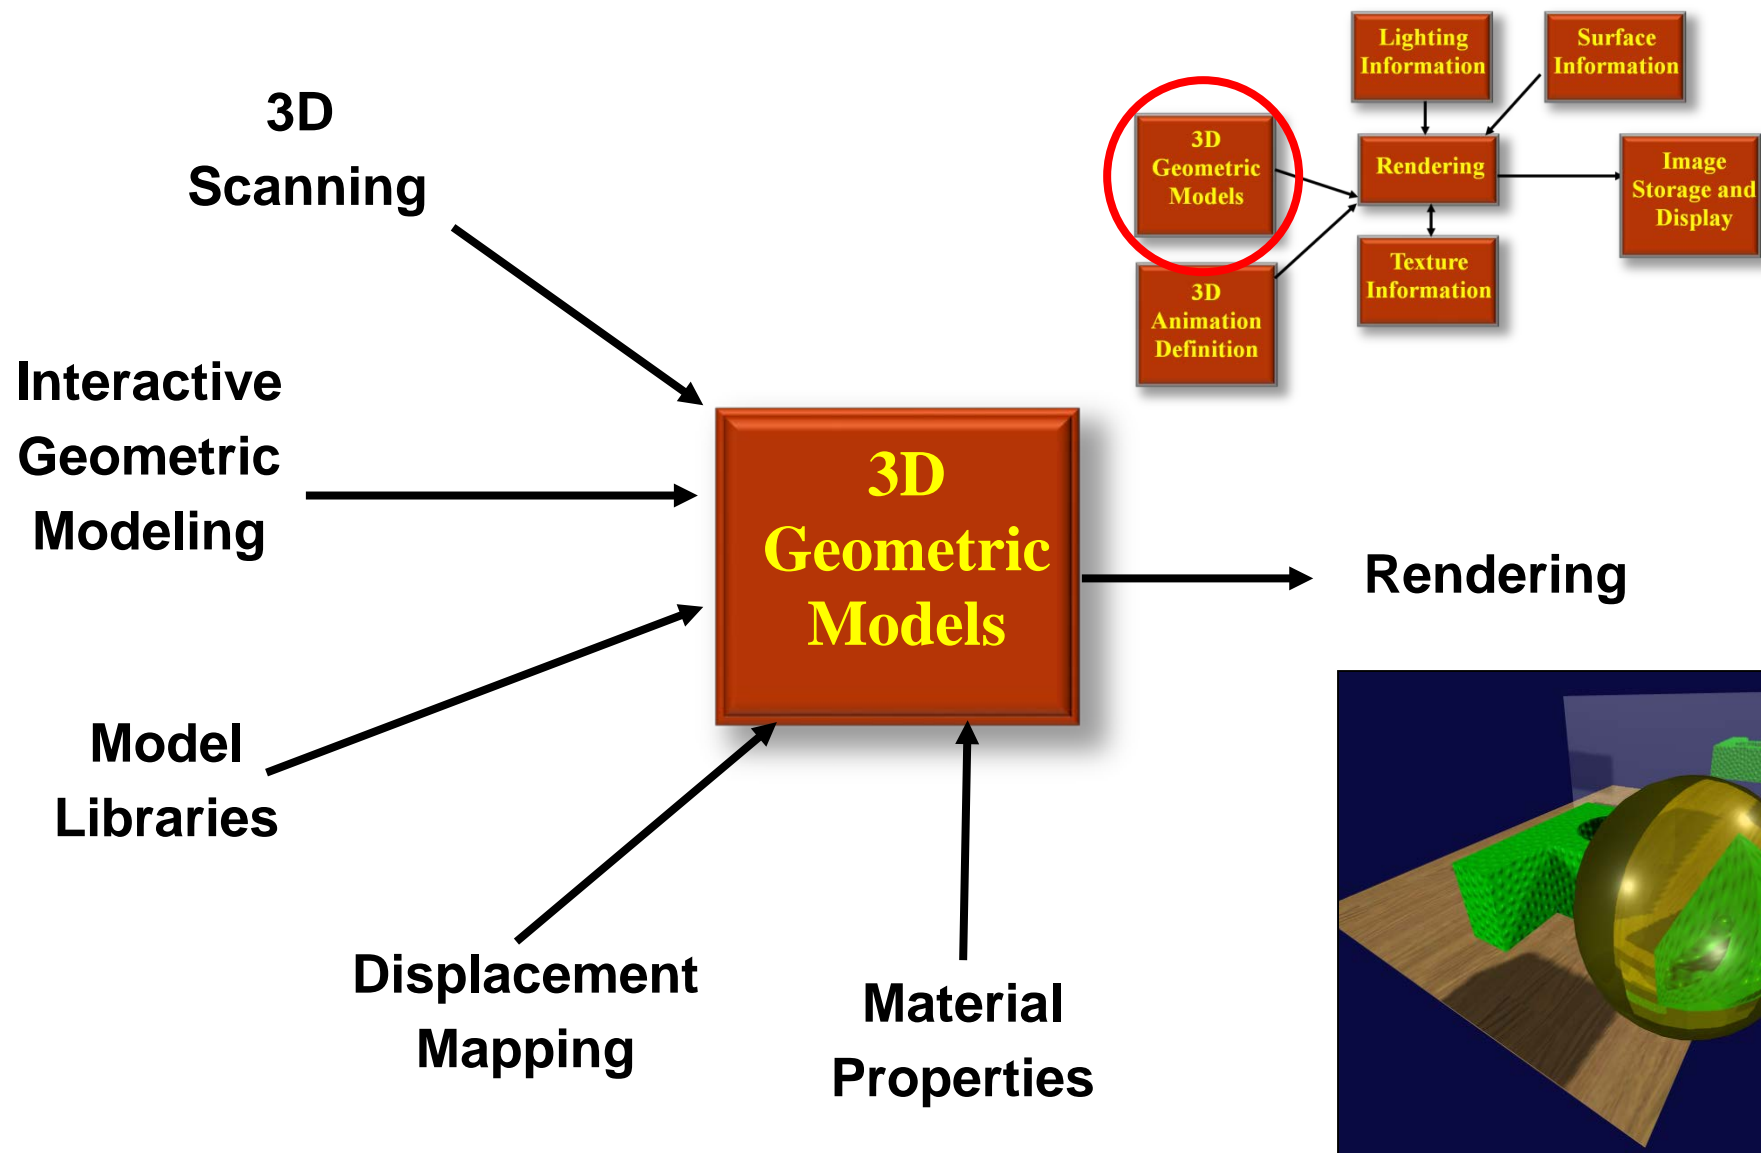 3D
Scanning
Interactive
Geometric
Modeling
Model
Libraries
Displacement
Mapping
Material
Properties
3D
Geometric
Models
Rendering
Lighting
Information
Surface
Information
3D
Geometric
Models
Rendering
Image
Storage and
Display
Texture
Information
3D
Animation
Definition